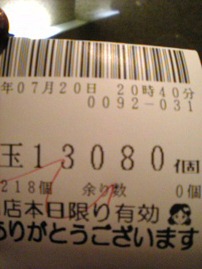 年07月20日 20時40分
0092-031
玉13080個
218個 余り数 0個
店本日限り有効
ありがとうございます